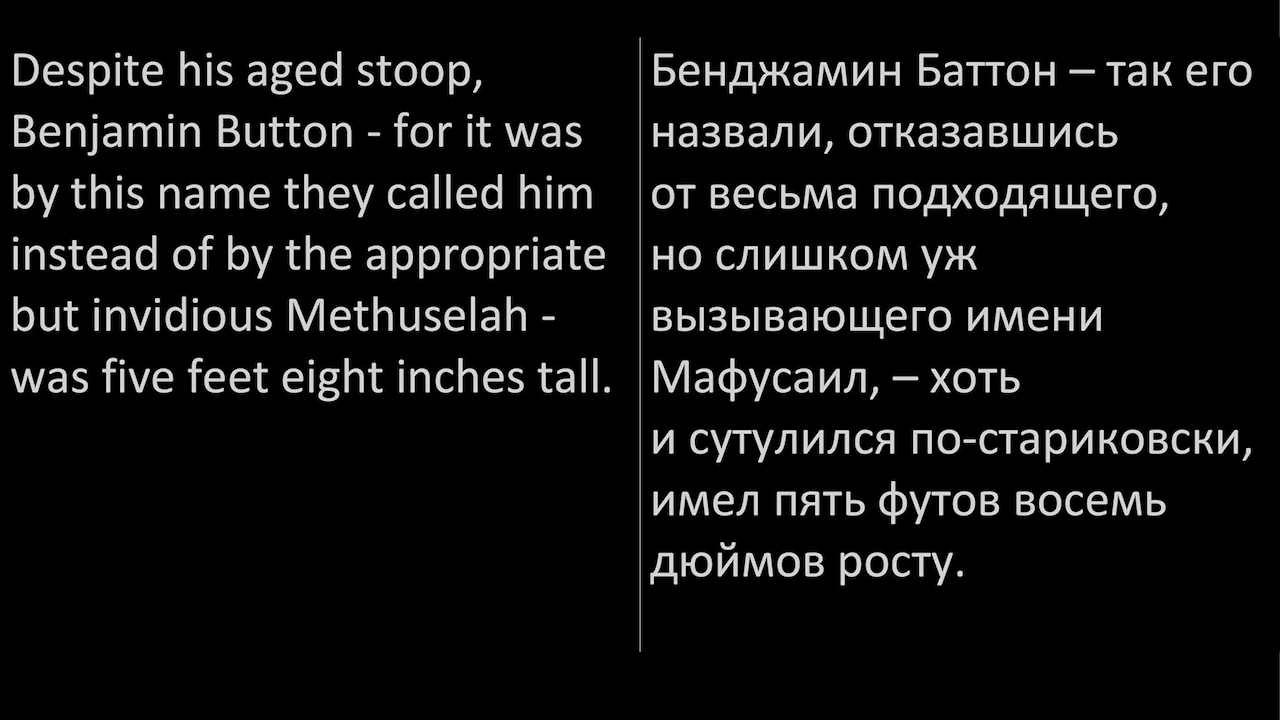 Despite his aged stoop,
Benjamin Button - for it was
by this name they called him
instead of by the appropriate
but invidious Methuselah -
was five feet eight inches tall.
Бенджамин Баттон – так его
назвали, отказавшись
от весьма подходящего,
но слишком уж
вызывающего имени
Мафусаил, – хоть
и сутулился по-стариковски,
имел пять футов восемь
дюймов росту.